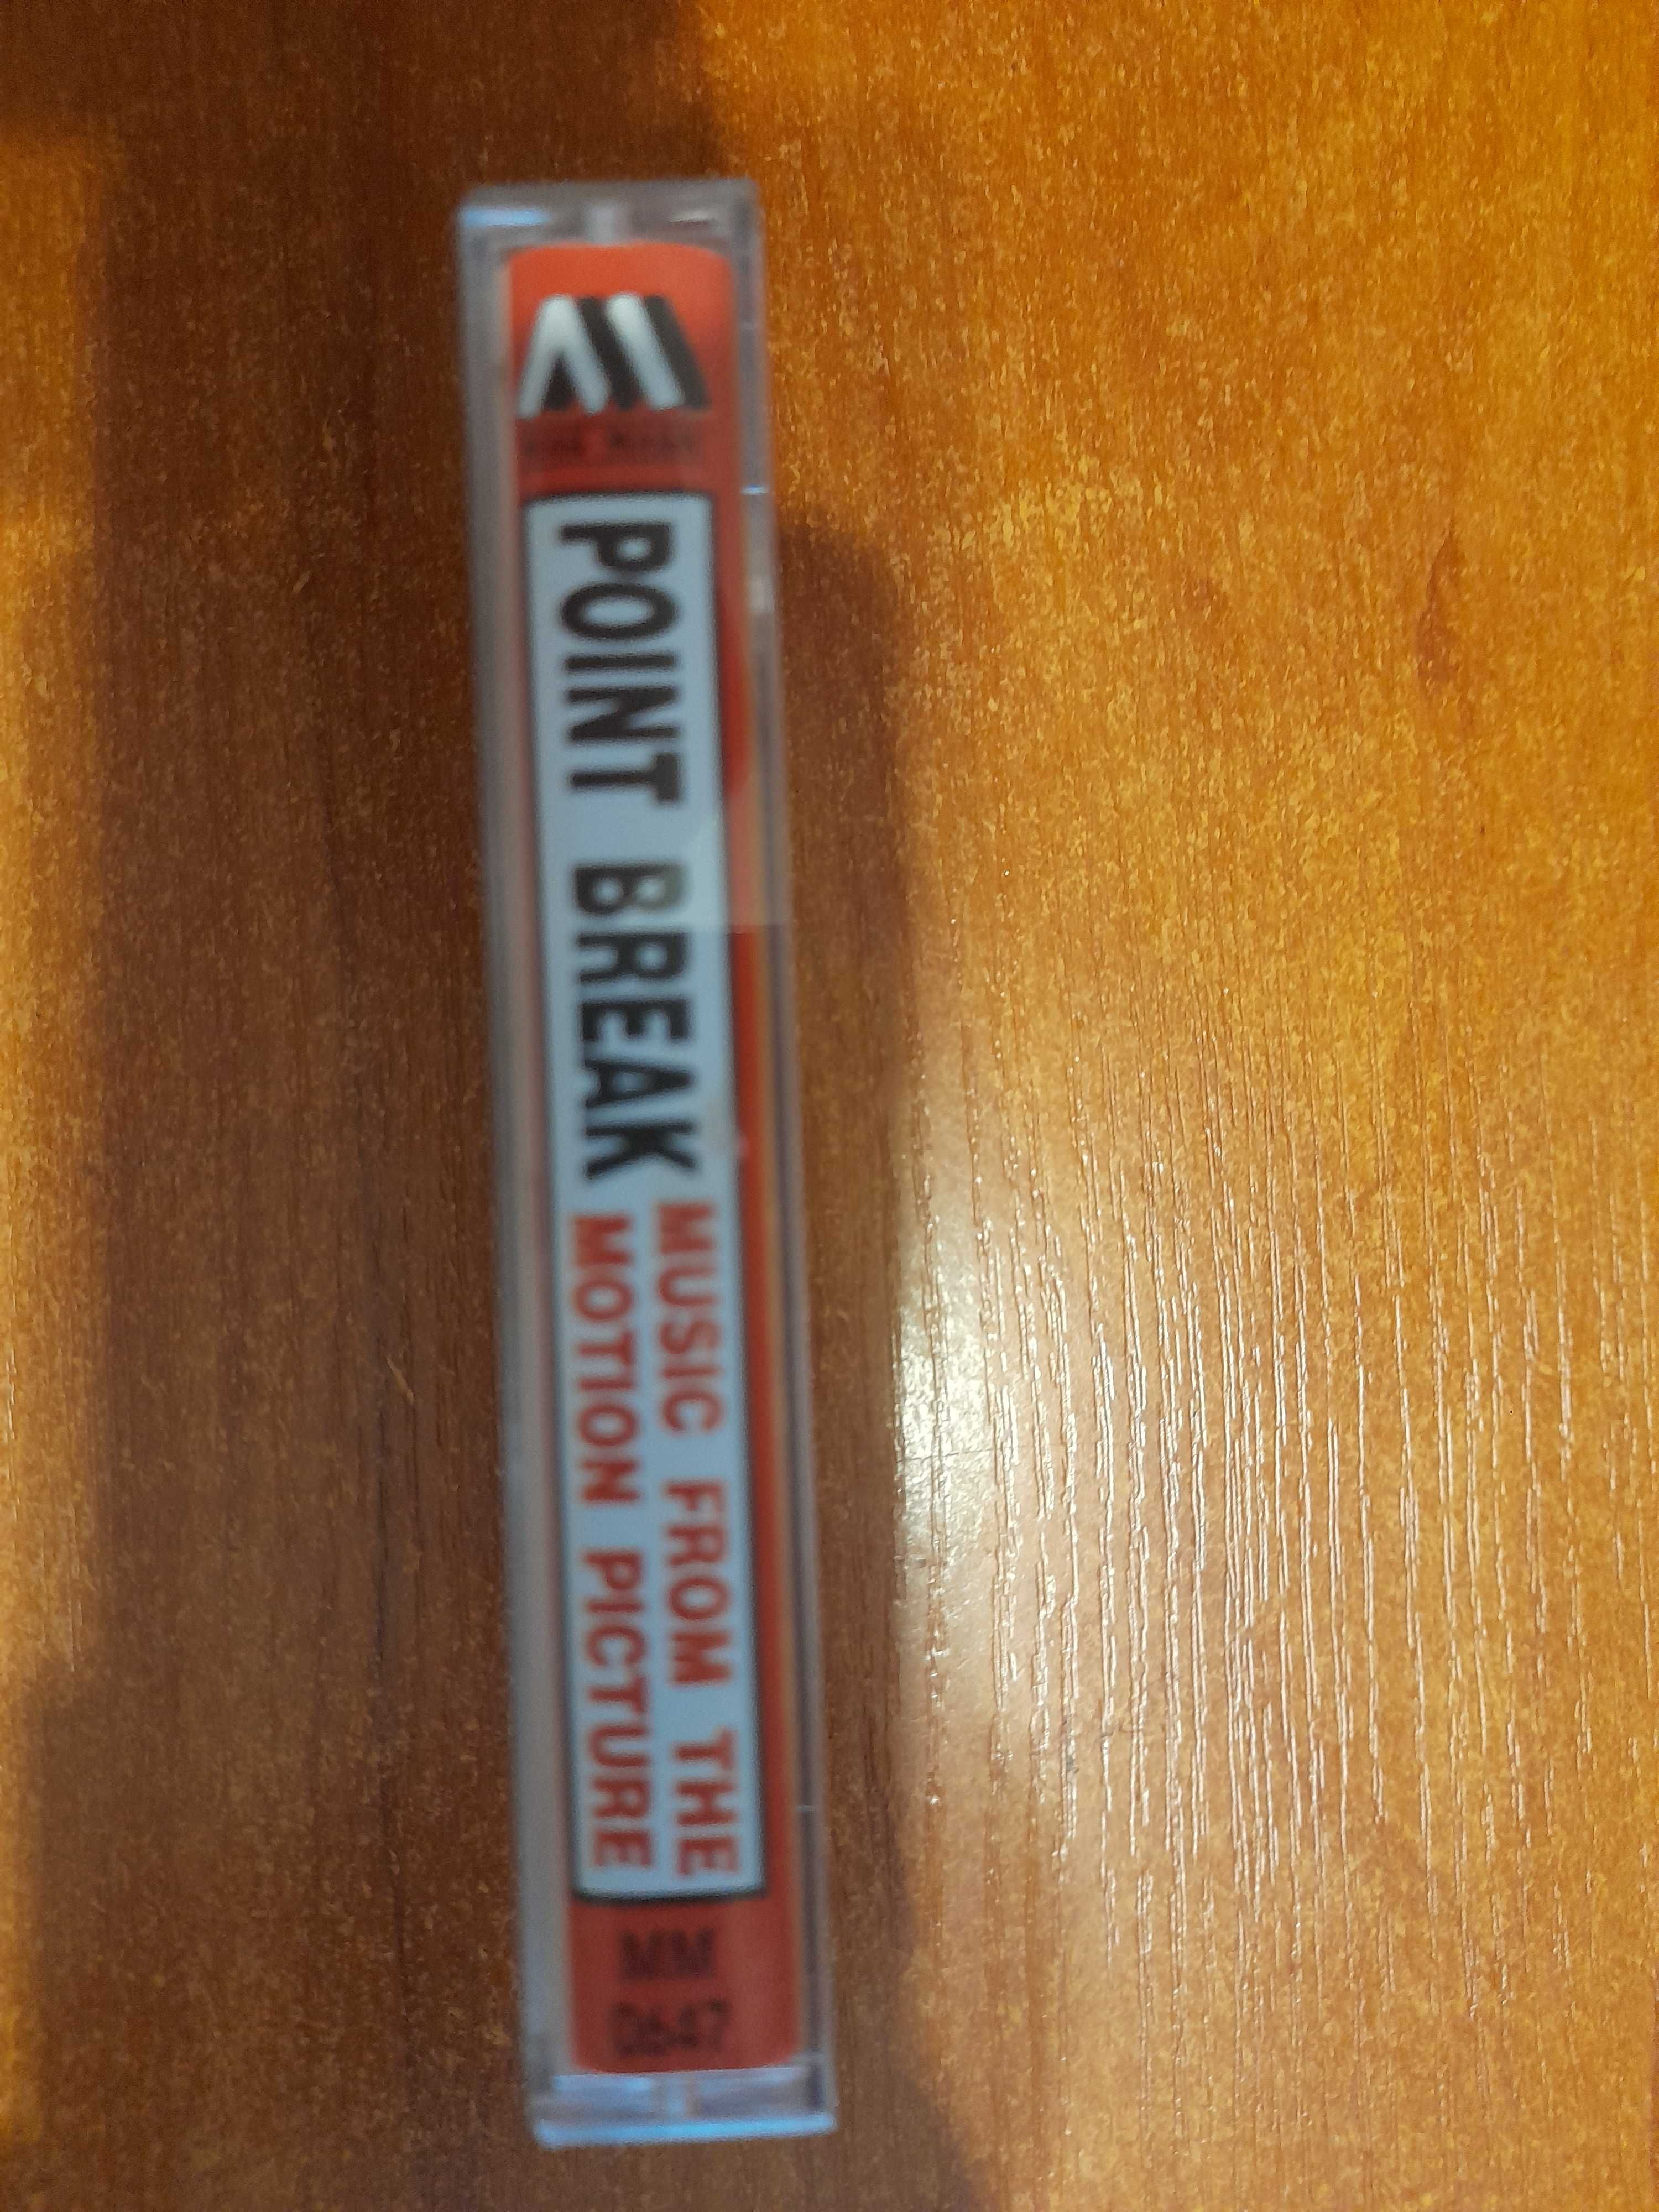 POINT BREAK
MUSIC FROM THE
MOTION PICTURE
MM
0647